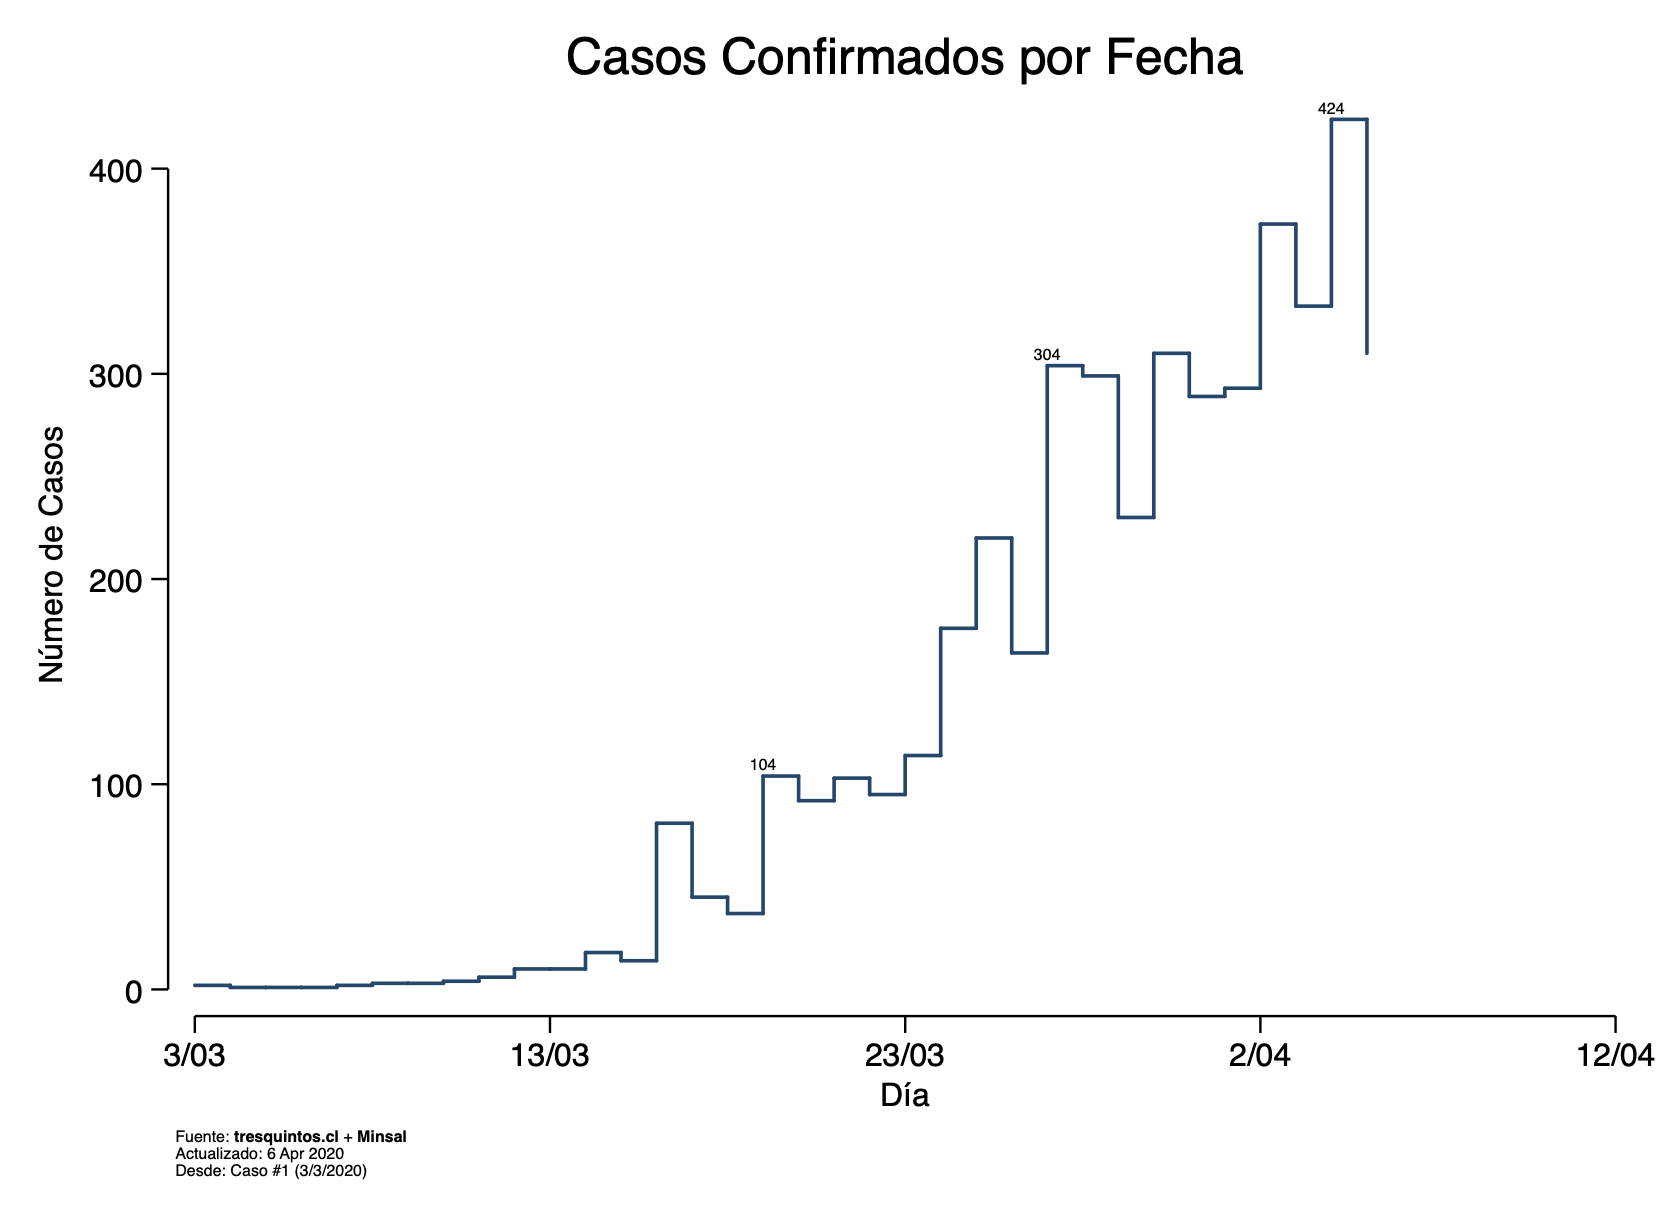 Casos Confirmados por Fecha
424
400
304
300
Número de Casos
200
104
100
0
3/03 13/03 23/03 2/04 12/04
Día
Fuente: tresquintos.cl + Minsal
Actualizado: 6 Apr 2020
Desde: Caso #1 (3/3/2020)